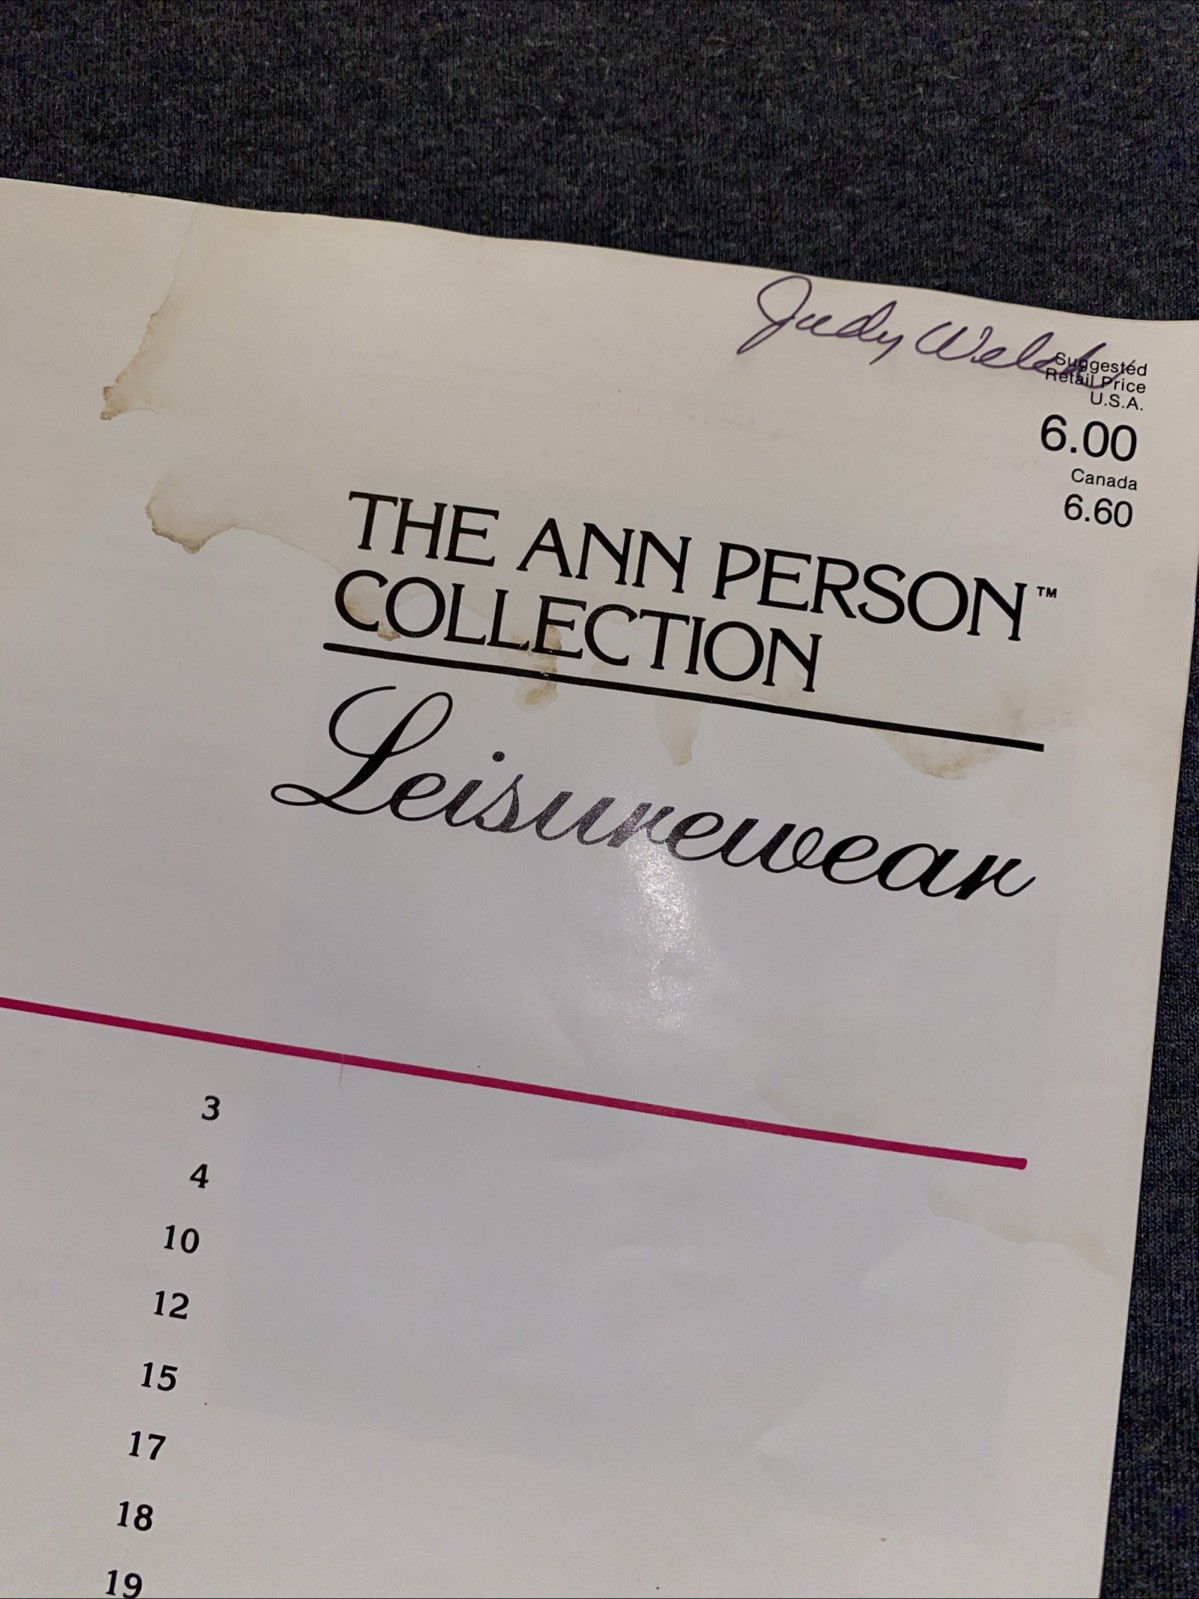 Judy Welch
Suggested
Retail Price
U.S.A.
6.00
Canada
6.60
THE ANN PERSON™
COLLECTION
Leisurewear
3
4
10
12
15
17
18
19